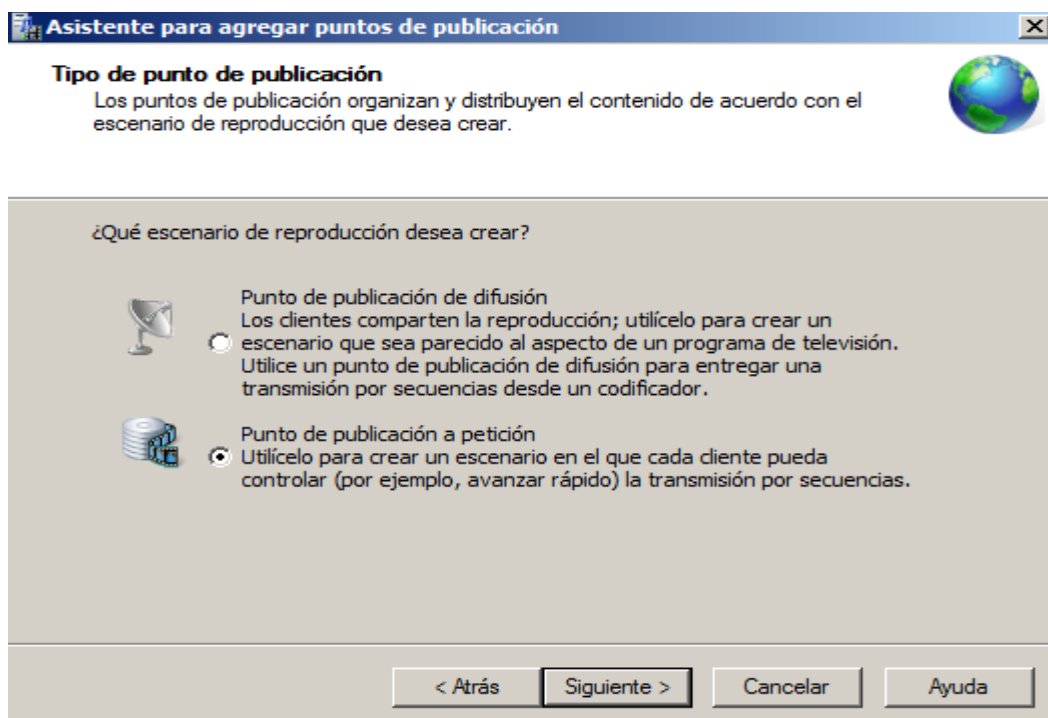 Asistente para agregar puntos de publicación
Tipo de punto de publicación
Los puntos de publicación organizan y distribuyen el contenido de acuerdo con el
escenario de reproducción que desea crear.
¿Qué escenario de reproducción desea crear?
Punto de publicación de difusión
Los clientes comparten la reproducción; utilícelo para crear un
escenario que sea parecido al aspecto de un programa de televisión.
Utilice un punto de publicación de difusión para entregar una
transmisión por secuencias desde un codificador.
Punto de publicación a petición
Utilícelo para crear un escenario en el que cada cliente pueda
controlar (por ejemplo, avanzar rápido) la transmisión por secuencias.
< Atrás
Siguiente >
Cancelar
Ayuda